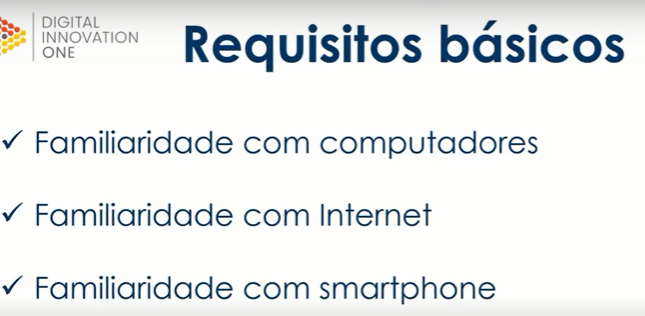 DIGITAL
INNOVATION
ONE
Requisitos básicos
✓ Familiaridade com computadores
✓ Familiaridade com Internet
✓ Familiaridade com smartphone